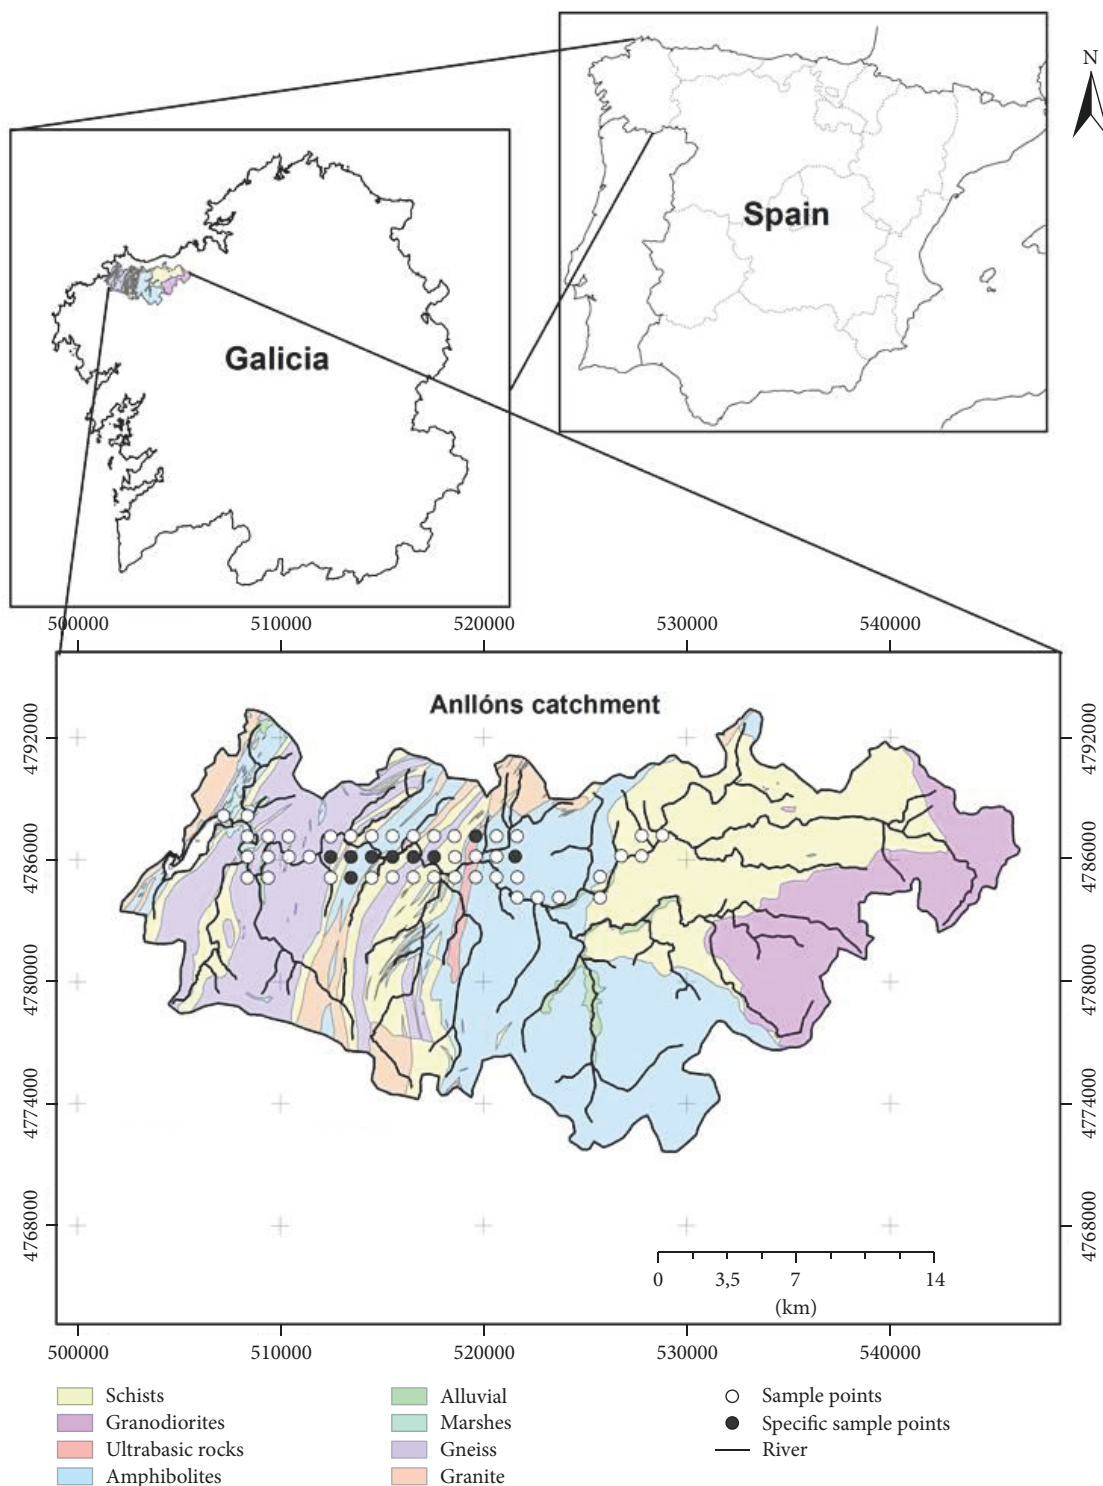 N
Spain
Galicia
500000 510000 520000 530000 540000
Anllóns catchment
4792000 4792000
4786000 4786000
4780000 4780000
4774000 4774000
4768000 4768000
0 3,5 7 14
(km)
500000 510000 520000 530000 540000
Schists
Granodiorites
Ultrabasic rocks
Amphibolites
Alluvial
Marshes
Gneiss
Granite
Sample points
Specific sample points
River